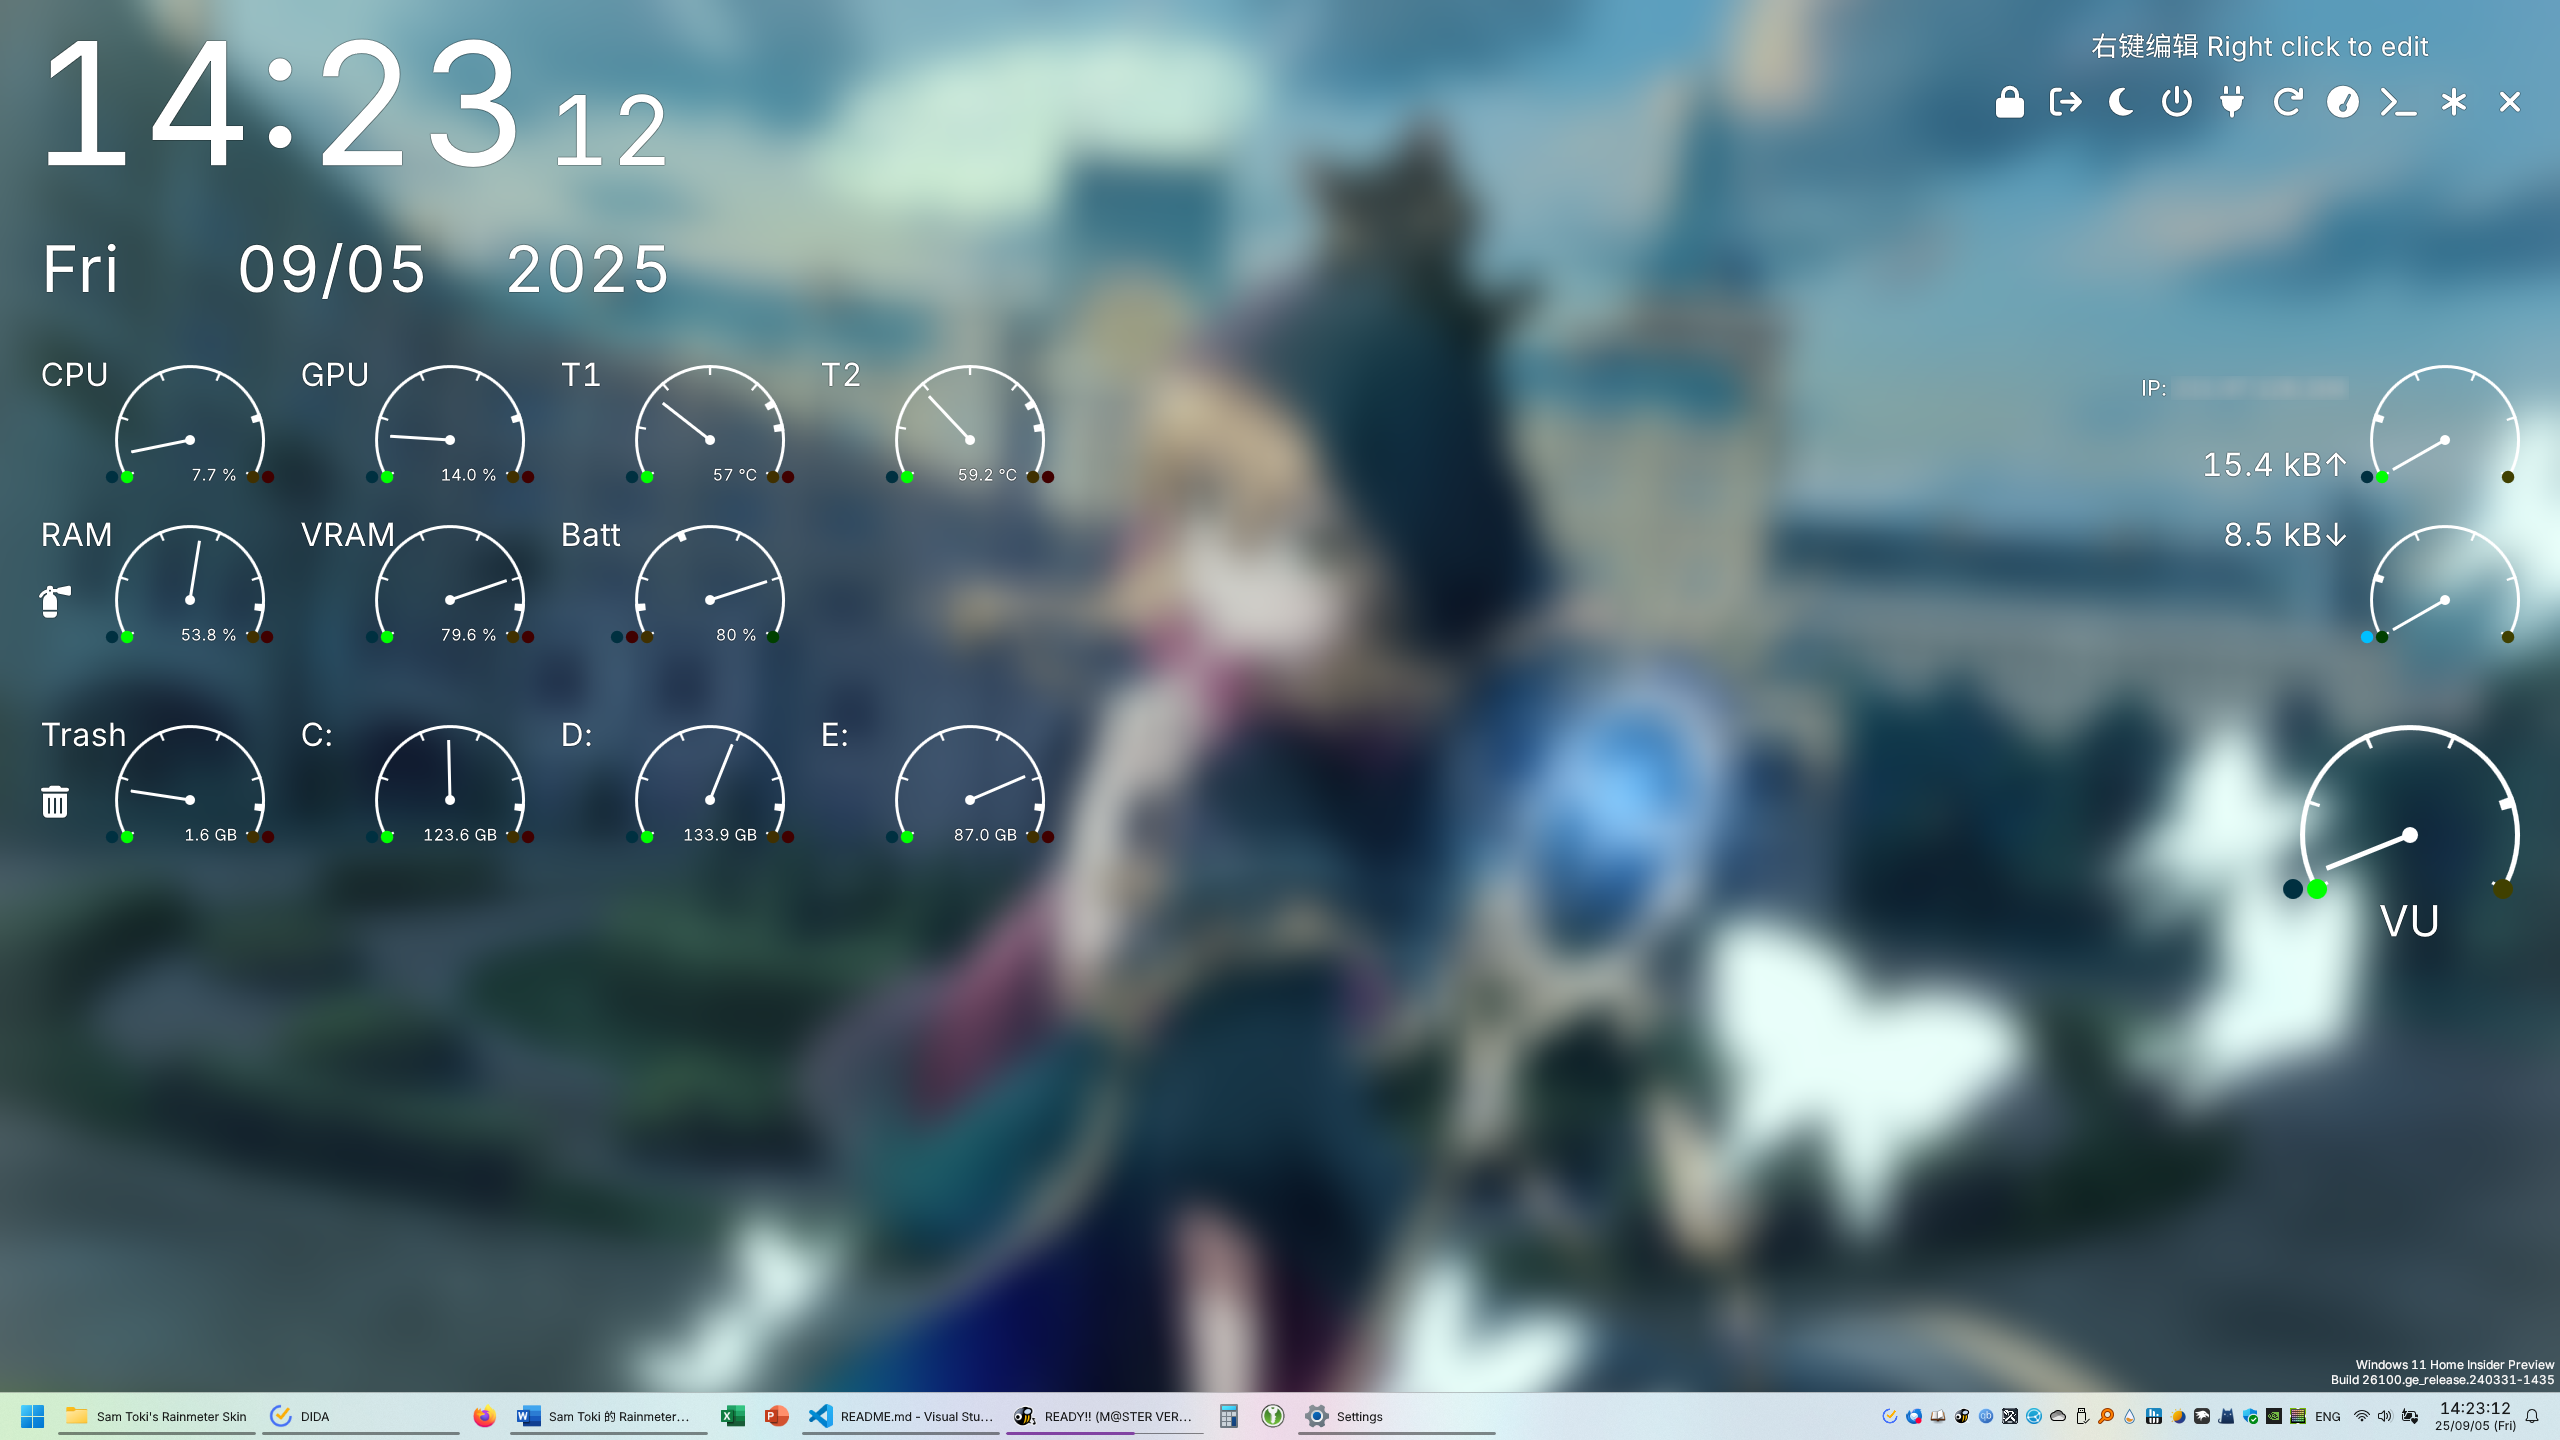 14:23 12
Fri 09/05 2025
右键编辑 Right click to edit
CPU 7.7 %
GPU 14.0 %
T1 57 °C
T2 59.2 °C
IP:
15.4 kB↑
RAM 53.8 %
VRAM 79.6 %
Batt 80 %
8.5 kB↓
Trash 1.6 GB
C: 123.6 GB
D: 133.9 GB
E: 87.0 GB
VU
Windows 11 Home Insider Preview
Build 26100.ge_release.240331-1435
Sam Toki's Rainmeter Skin
DIDA
Sam Toki 的 Rainmeter...
README.md - Visual Stu...
READY!! (M@STER VER...
Settings
ENG
14:23:12
25/09/05 (Fri)